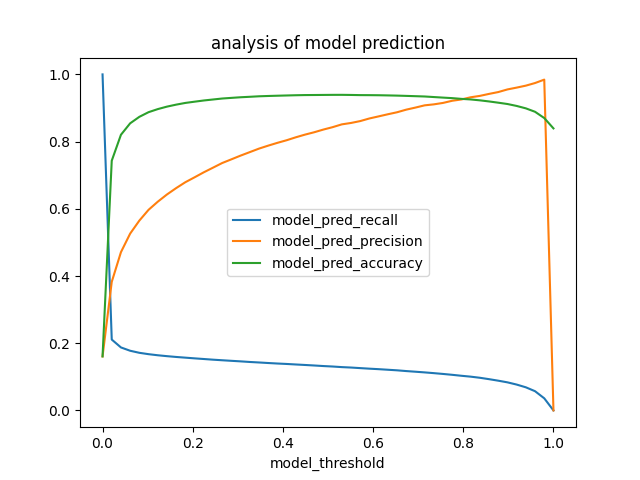 analysis of model prediction
1.0
0.8
0.6
0.4
0.2
0.0
model_pred_recall
model_pred_precision
model_pred_accuracy
0.0 0.2 0.4 0.6 0.8 1.0
model_threshold